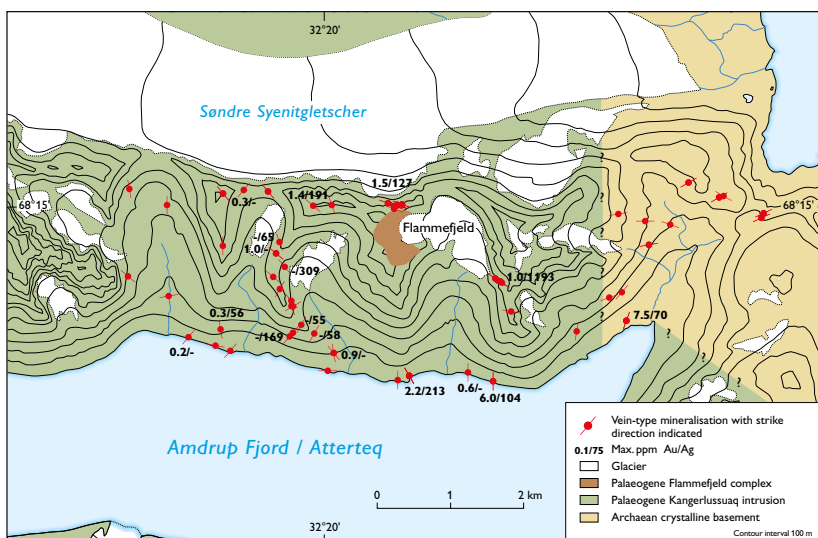 32°20'
Søndre Syenitgletscher
1.5/127
1.4/191
0.3/-
68°15'
68°15'
Flammefjeld
-/65
1.0/-
-/309
1.0/1193
?
?
?
?
?
?
?
?
?
0.3/56
-/55
7.5/70
-/169
-/58
0.2/-
0.9/-
2.2/213
0.6/-
6.0/104
Amdrup Fjord / Atterteq
0 1 2 km
32°20'
Vein-type mineralisation with strike
direction indicated
0.1/75 Max. ppm Au/Ag
Glacier
Palaeogene Flammefjeld complex
Palaeogene Kangerlussuaq intrusion
Archaean crystalline basement
Contour interval 100 m